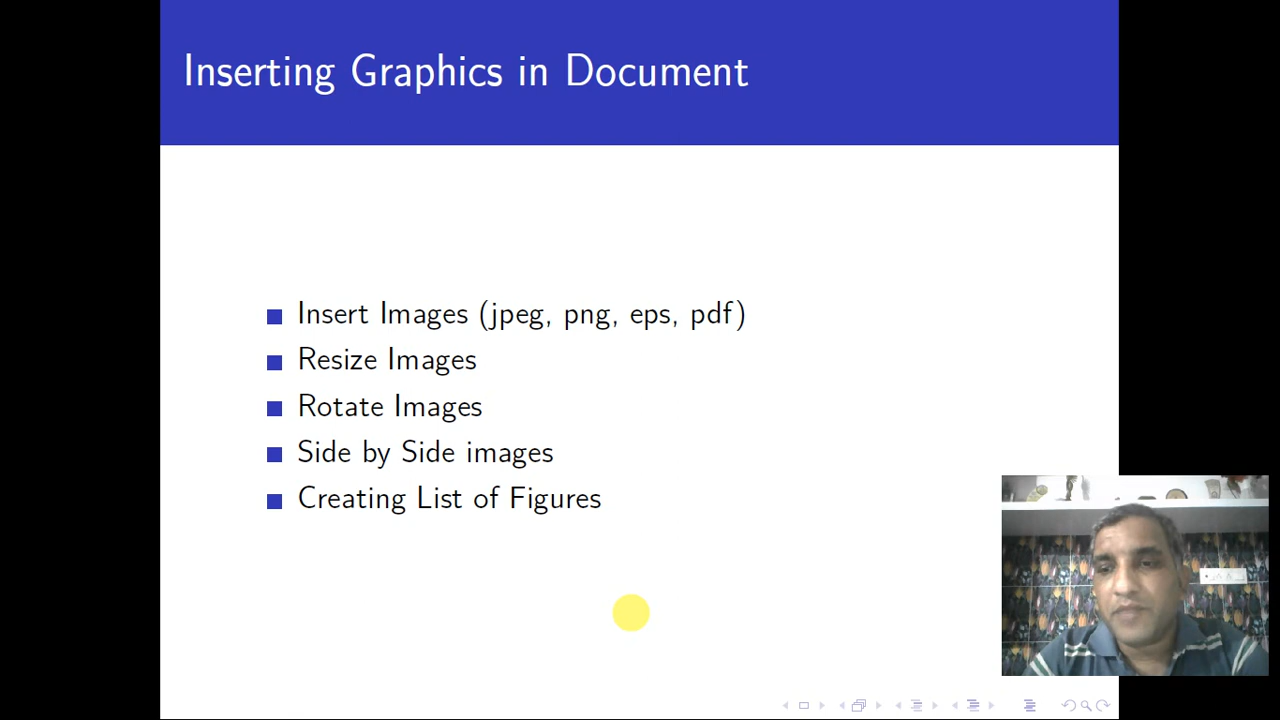 Inserting Graphics in Document
Insert Images (jpeg, png, eps, pdf)
Resize Images
Rotate Images
Side by Side images
Creating List of Figures